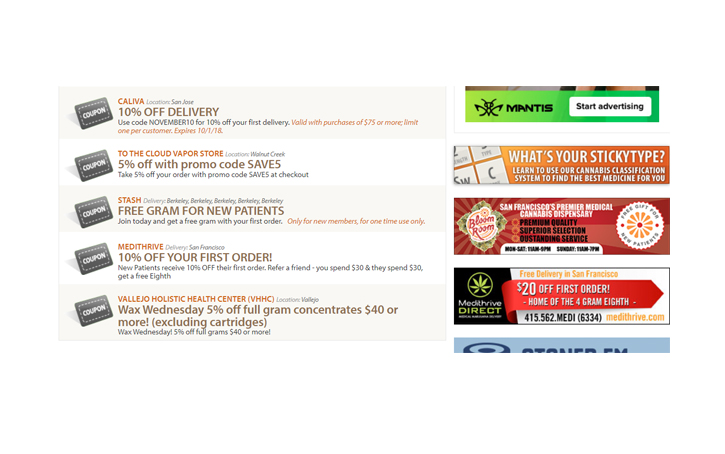 COUPON
CALIVA Location: San Jose
10% OFF DELIVERY
Use code NOVEMBER10 for 10% off your first delivery. Valid with purchases of $75 or more; limit
one per customer. Expires 10/1/18.
COUPON
TO THE CLOUD VAPOR STORE Location: Walnut Creek
5% off with promo code SAVE5
Take 5% off your order with promo code SAVE5 at checkout
COUPON
STASH Delivery: Berkeley, Berkeley, Berkeley, Berkeley, Berkeley
FREE GRAM FOR NEW PATIENTS
Join today and get a free gram with your first order. Only for new members, for one time use only.
COUPON
MEDITHRIVE Delivery: San Francisco
10% OFF YOUR FIRST ORDER!
New Patients receive 10% OFF their first order. Refer a friend - you spend $30 & they spend $30,
get a free Eighth
COUPON
VALLEJO HOLISTIC HEALTH CENTER (VHHC) Location: Vallejo
Wax Wednesday 5% off full gram concentrates $40 or
more! (excluding cartridges)
Wax Wednesday! 5% off full grams $40 or more!
MANTIS Start advertising
WHAT'S YOUR STICKYTYPE?
LEARN TO USE OUR CANNABIS CLASSIFICATION
SYSTEM TO FIND THE BEST MEDICINE FOR YOU
Bloom
Room
SAN FRANCISCO'S PREMIER MEDICAL
CANNABIS DISPENSARY
PREMIUM QUALITY
SUPERIOR SELECTION
OUSTANDING SERVICE
MON-SAT: 11AM-9PM SUNDAY: 11AM-7PM
FREE GIFT FOR
NEW PATIENTS
Medithrive
DIRECT
MEDICAL MARIJUANA DELIVERY
Free Delivery in San Francisco
$20 OFF FIRST ORDER!
- HOME OF THE 4 GRAM EIGHTH -
415.562.MEDI (6334) medithrive.com